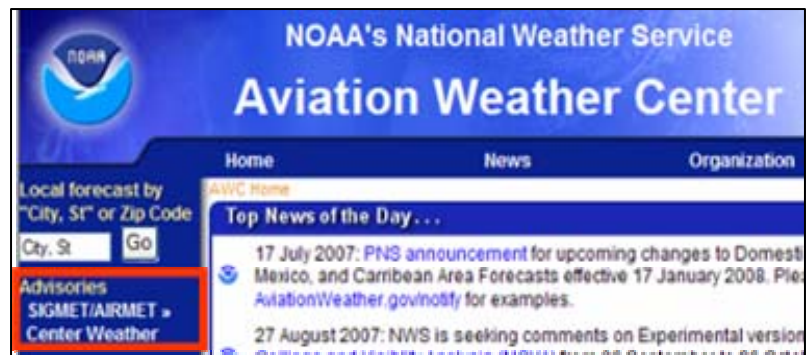 NOAA
NOAA's National Weather Service
Aviation Weather Center
Home News Organization
Local forecast by
"City, St" or Zip Code
City, St Go
Advisories
SIGMET/AIRMET »
Center Weather
AWC Home
Top News of the Day...
17 July 2007: PNS announcement for upcoming changes to Domesti
Mexico, and Carribean Area Forecasts effective 17 January 2008. Plea
AviationWeather.gov/notify for examples.
27 August 2007: NWS is seeking comments on Experimental version